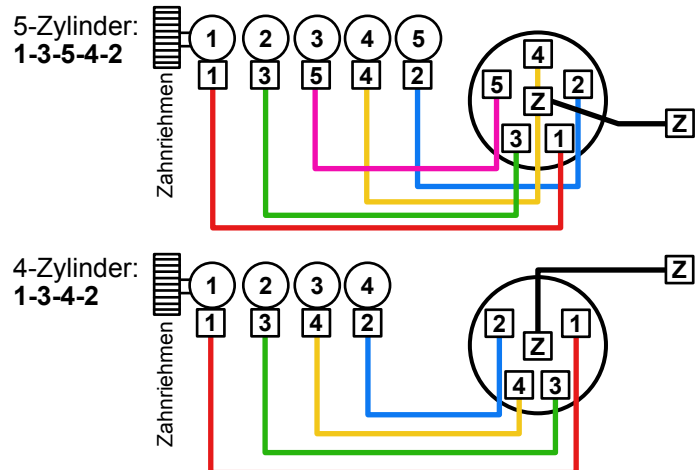 5-Zylinder:
1-3-5-4-2
Zahnriehmen
1 2 3 4 5
1 3 5 4 2
4
5 2
Z
Z
3 1
4-Zylinder:
1-3-4-2
Zahnriehmen
1 2 3 4
1 3 4 2
Z
2 1
Z
4 3